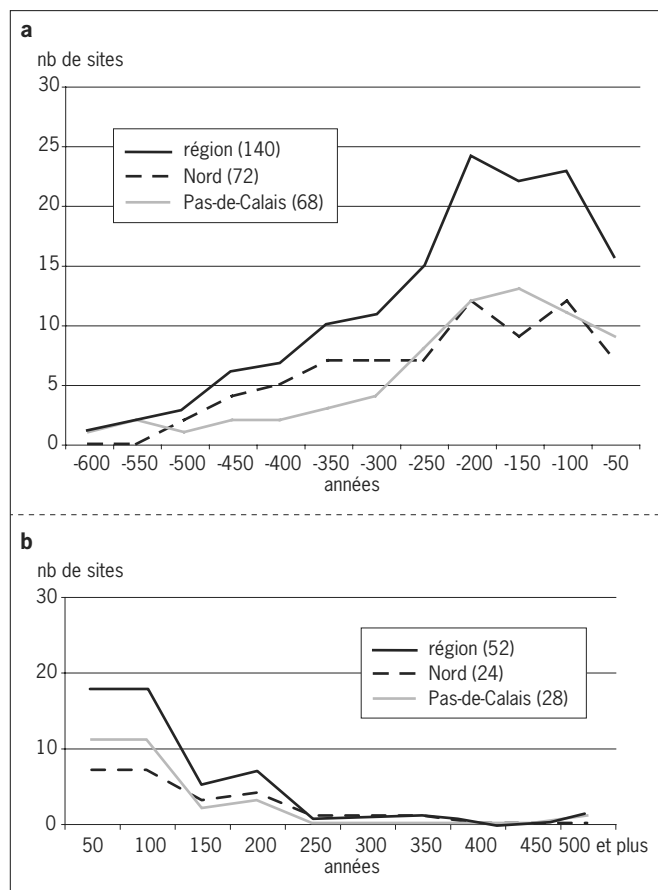 a
nb de sites
30
25
20
15
10
5
0
région (140)
Nord (72)
Pas-de-Calais (68)
-600 -550 -500 -450 -400 -350 -300 -250 -200 -150 -100 -50
années
b
nb de sites
30
20
10
0
région (52)
Nord (24)
Pas-de-Calais (28)
50 100 150 200 250 300 350 400 450 500 et plus
années